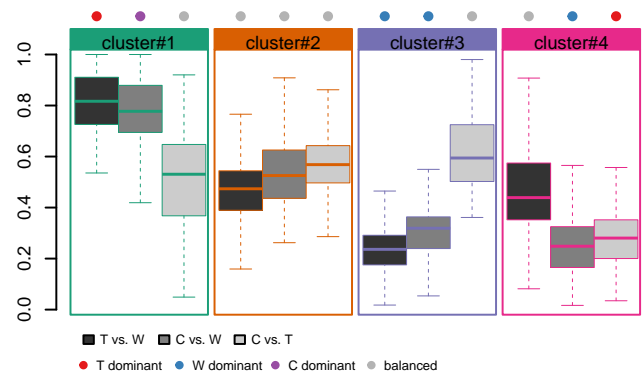 cluster#1 cluster#2 cluster#3 cluster#4
1.0
0.8
0.6
0.4
0.2
0.0
T vs. W C vs. W C vs. T
T dominant W dominant C dominant balanced